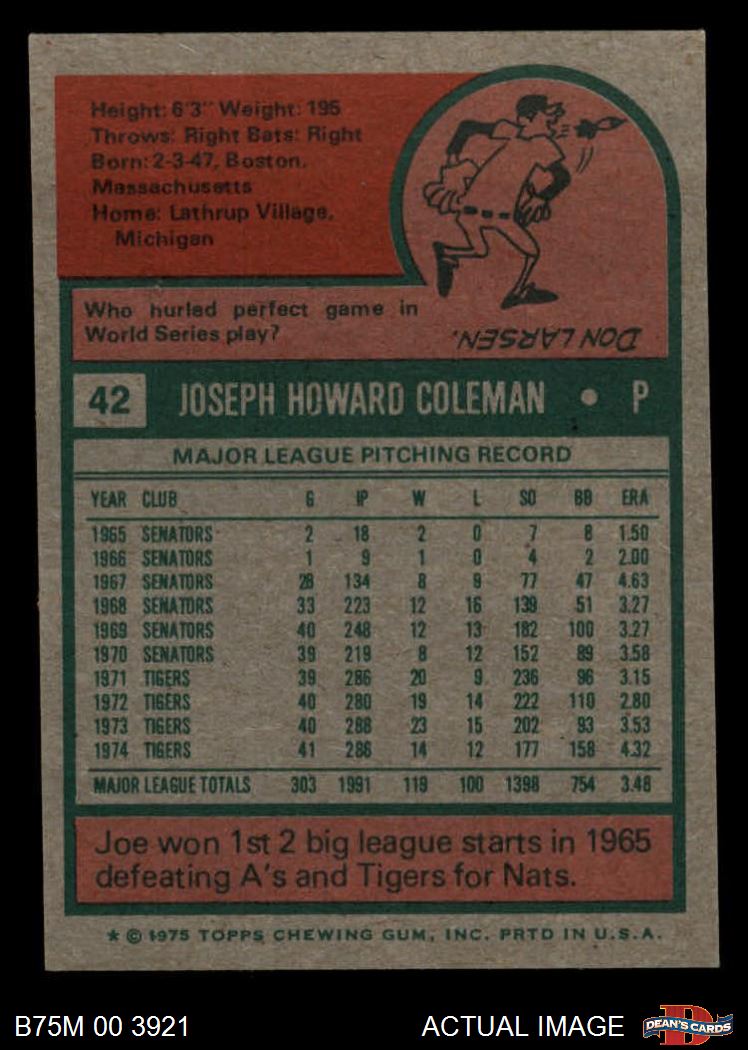 Height: 6'3" Weight: 195
Throws: Right Bats: Right
Born: 2-3-47, Boston,
Massachusetts
Home: Lathrup Village,
Michigan
Who hurled perfect game in
World Series play?
DON LARSEN.
42 JOSEPH HOWARD COLEMAN • P
MAJOR LEAGUE PITCHING RECORD
YEAR CLUB G IP W L SO BB ERA
1965 SENATORS 2 18 2 0 7 8 1.50
1966 SENATORS 1 9 1 0 4 2 2.00
1967 SENATORS 28 134 8 9 77 47 4.63
1968 SENATORS 33 223 12 16 139 51 3.27
1969 SENATORS 40 248 12 13 182 100 3.27
1970 SENATORS 39 219 8 12 152 89 3.58
1971 TIGERS 39 286 20 9 236 96 3.15
1972 TIGERS 40 280 19 14 222 110 2.80
1973 TIGERS 40 288 23 15 202 93 3.53
1974 TIGERS 41 286 14 12 177 158 4.32
MAJOR LEAGUE TOTALS 303 1991 119 100 1398 754 3.48
Joe won 1st 2 big league starts in 1965
defeating A's and Tigers for Nats.
* © 1975 TOPPS CHEWING GUM, INC. PRTD IN U.S.A.
B75M 00 3921 ACTUAL IMAGE DEAN'S CARDS